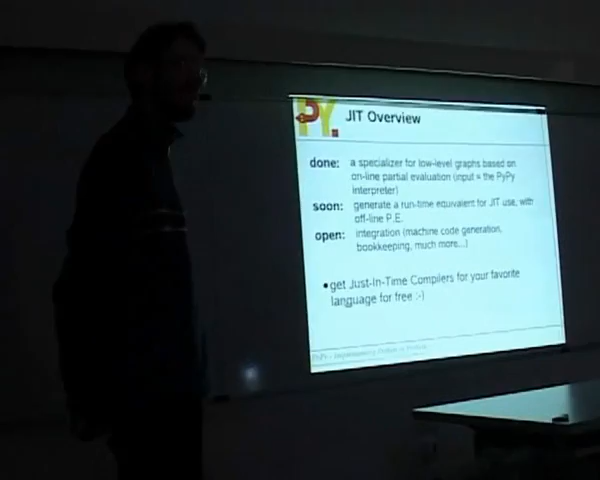 PY.
JIT Overview
done: a specializer for low-level graphs based on
on-line partial evaluation (input = the PyPy
interpreter)
soon: generate a run-time equivalent for JIT use, with
off-line P.E.
open: integration (machine code generation,
bookkeeping, much more...)
• get Just-In-Time Compilers for your favorite
language for free :-)